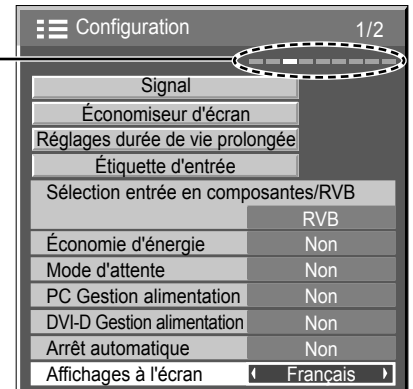 Configuration 1/2
Signal
Économiseur d'écran
Réglages durée de vie prolongée
Étiquette d'entrée
Sélection entrée en composantes/RVB
RVB
Économie d'énergie Non
Mode d'attente Non
PC Gestion alimentation Non
DVI-D Gestion alimentation Non
Arrêt automatique Non
Affichages à l'écran Français